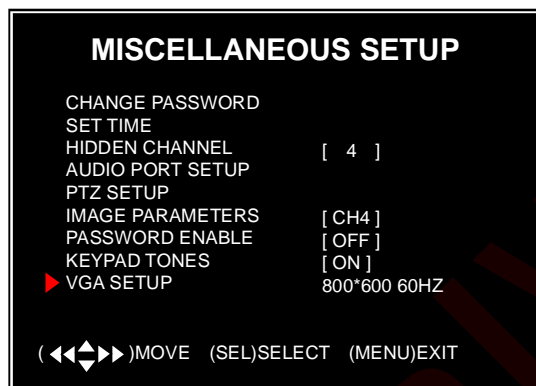 MISCELLANEOUS SETUP
CHANGE PASSWORD
SET TIME
HIDDEN CHANNEL [ 4 ]
AUDIO PORT SETUP
PTZ SETUP
IMAGE PARAMETERS [ CH4 ]
PASSWORD ENABLE [ OFF ]
KEYPAD TONES [ ON ]
VGA SETUP 800*600 60HZ
( )MOVE (SEL)SELECT (MENU)EXIT